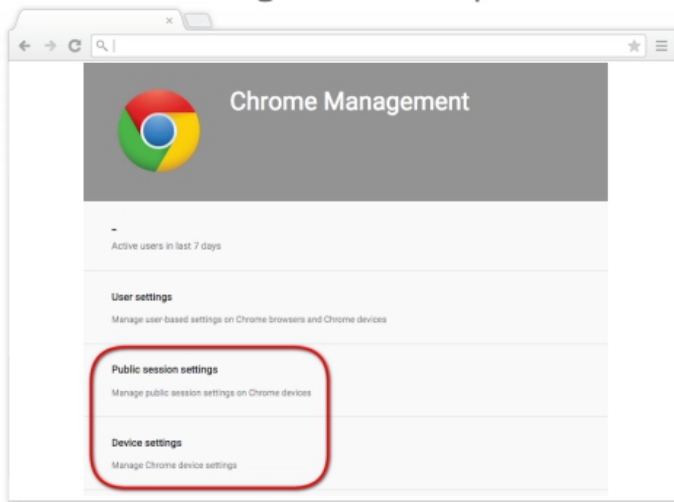 Chrome Management
-
Active users in last 7 days
User settings
Manage user-based settings on Chrome browsers and Chrome devices
Public session settings
Manage public session settings on Chrome devices
Device settings
Manage Chrome device settings